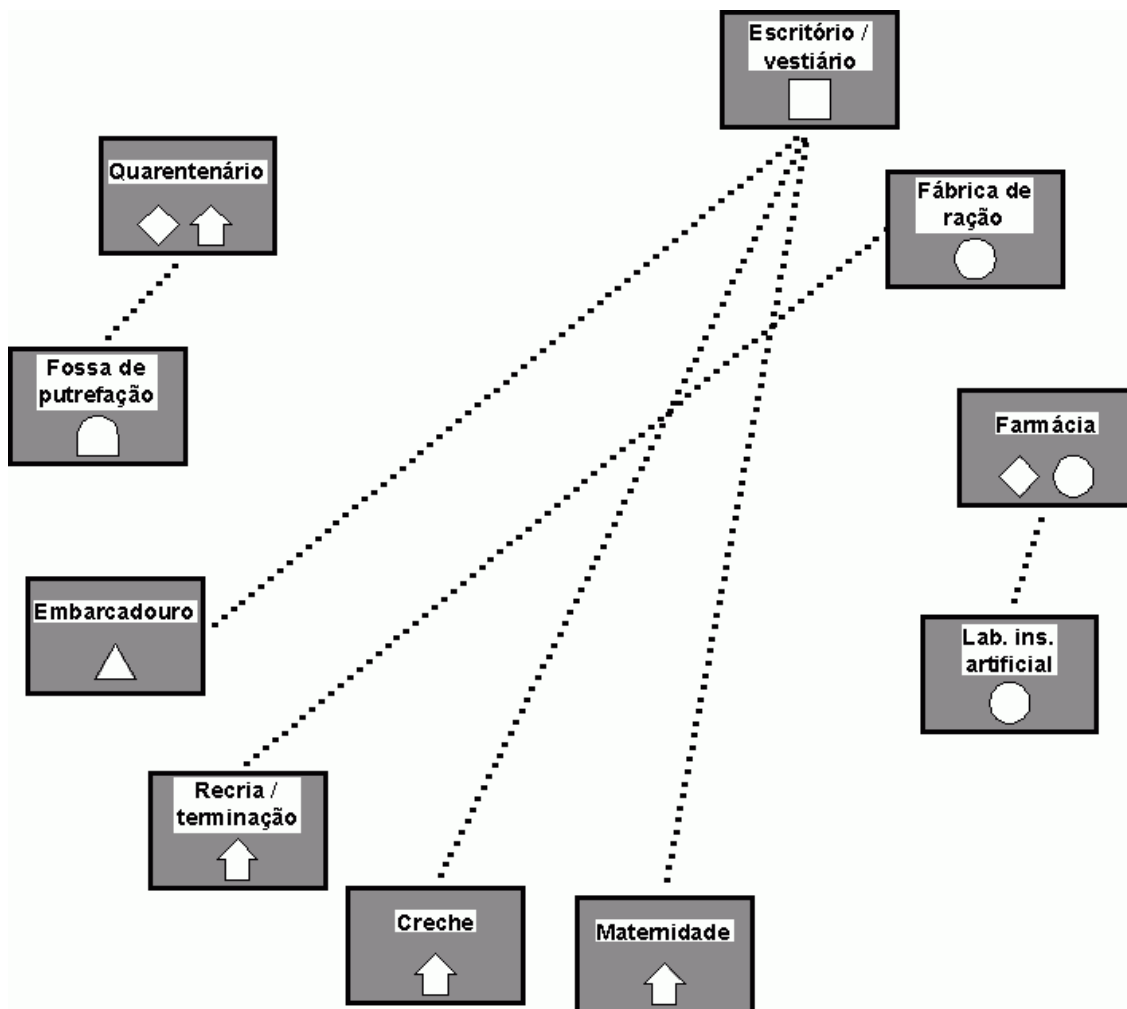 Escritório /
vestiário
Quarentenário
Fábrica de
ração
Fossa de
putrefação
Farmácia
Embarcadouro
Lab. ins.
artificial
Recria /
terminação
Creche
Maternidade